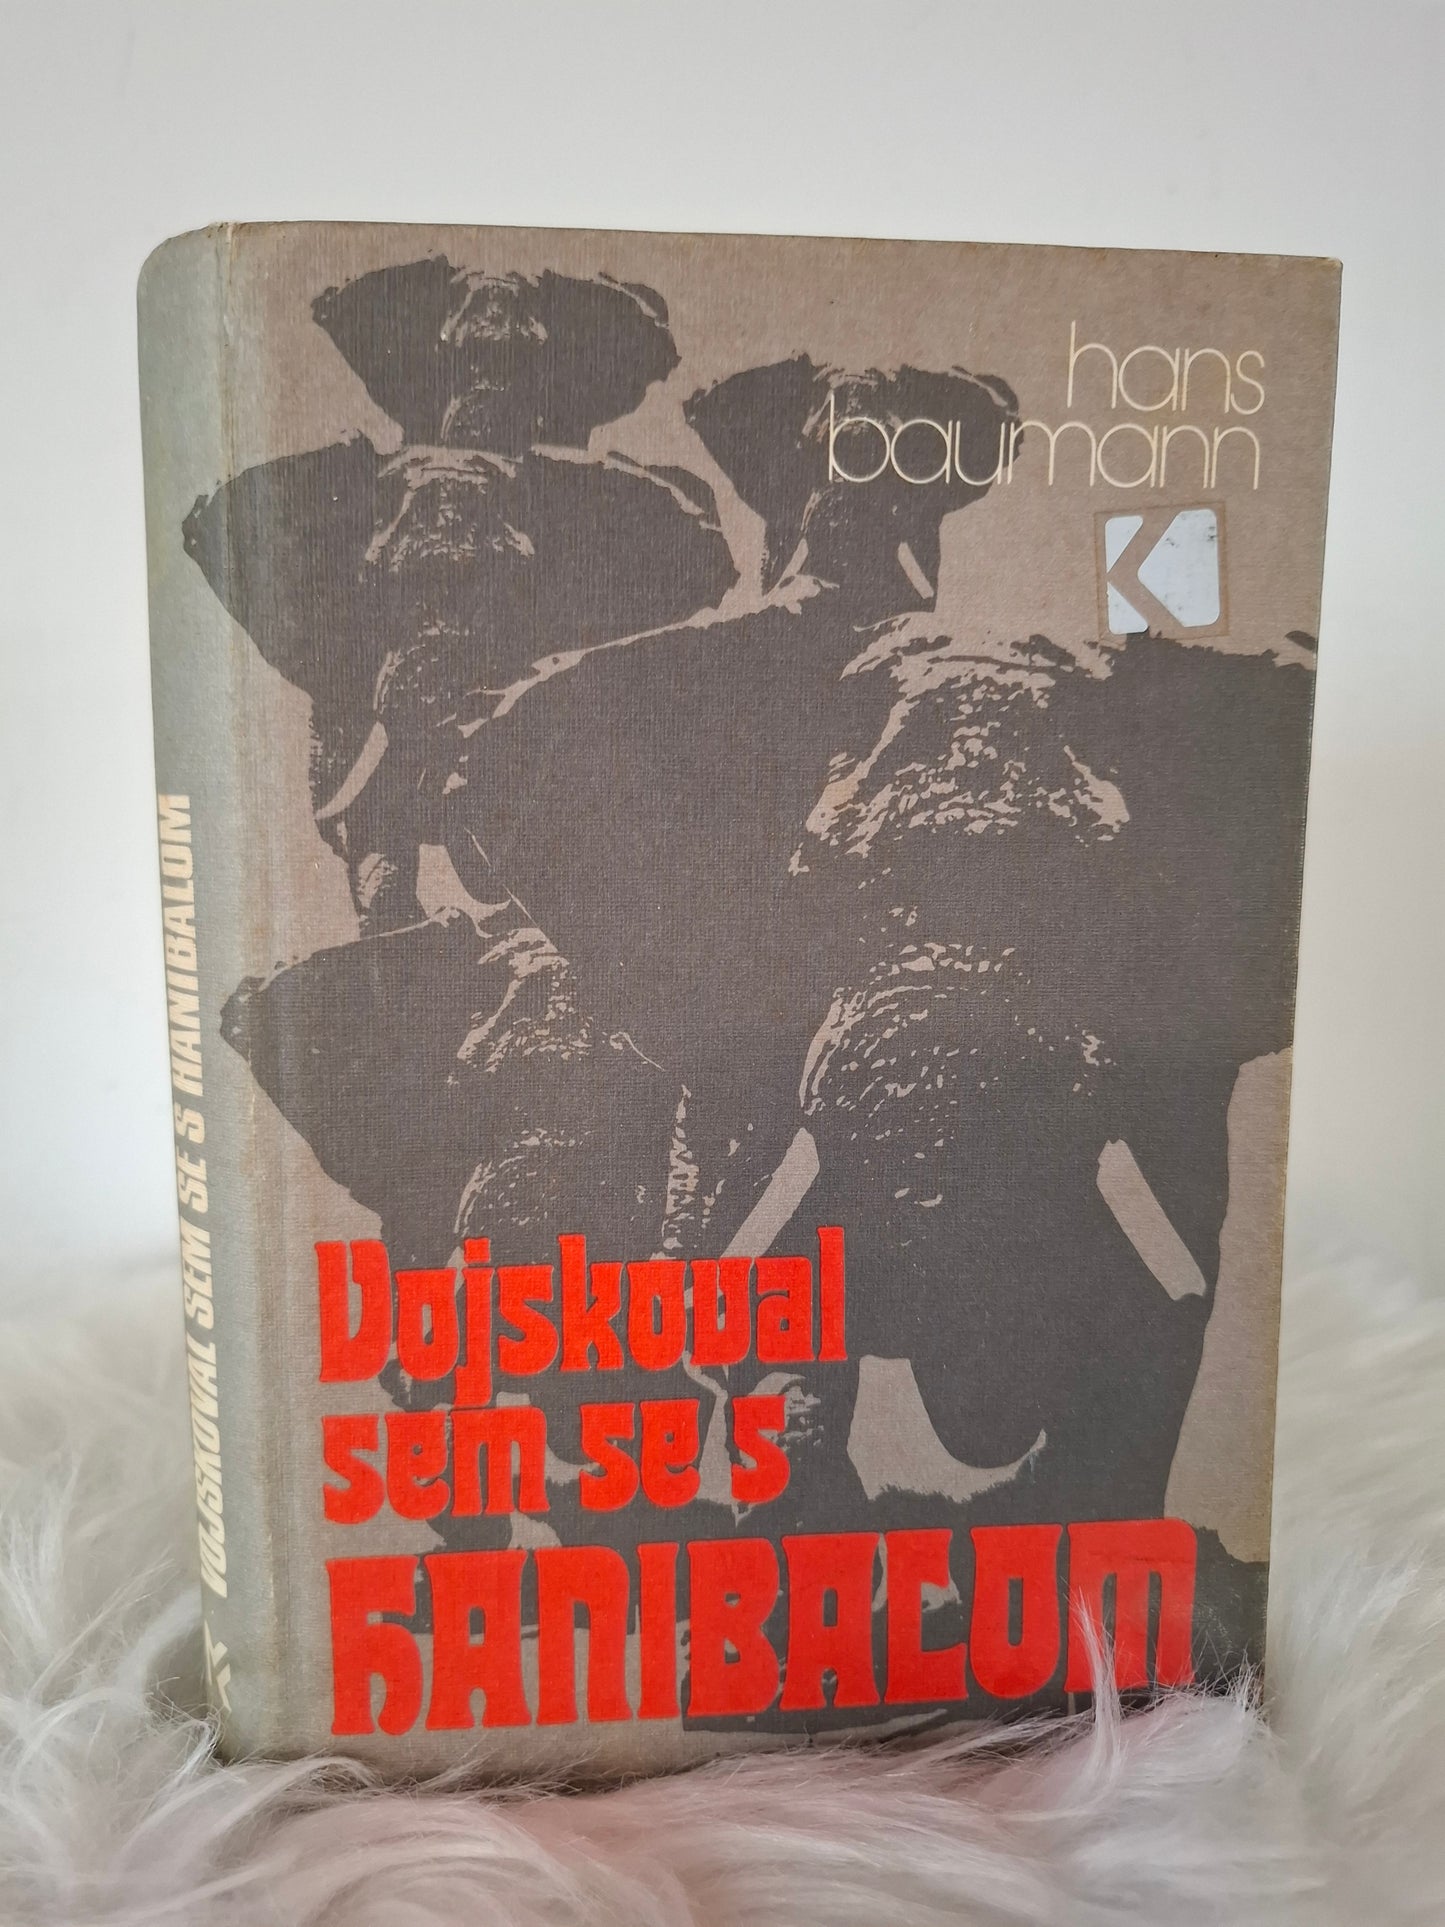 hans
baumann
K
Vojskoval
sem se s
hANIBALOM
VOJSKOVAL SEM SE S HANIBALOM